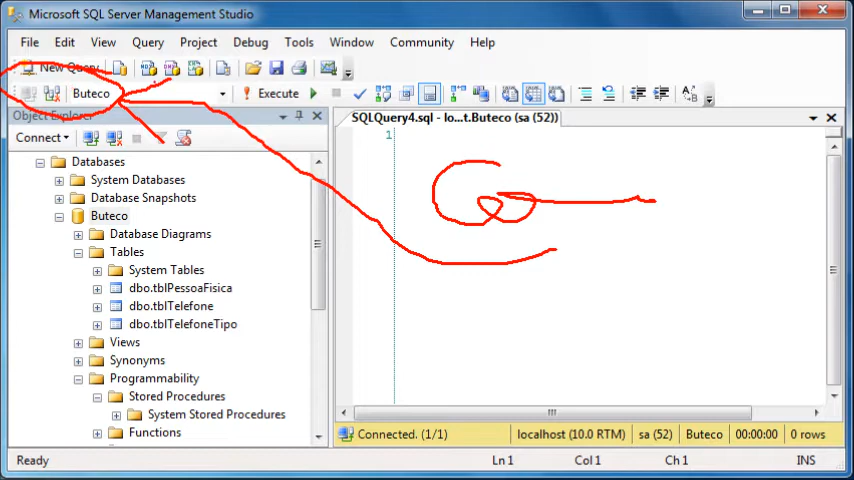 Microsoft SQL Server Management Studio
File Edit View Query Project Debug Tools Window Community Help
New Query
Buteco Execute
Object Explorer
SQLQuery4.sql - lo...t.Buteco (sa (52))
Connect
1
Databases
System Databases
Database Snapshots
Buteco
Database Diagrams
Tables
System Tables
dbo.tblPessoaFisica
dbo.tblTelefone
dbo.tblTelefoneTipo
Views
Synonyms
Programmability
Stored Procedures
System Stored Procedures
Functions
Connected. (1/1) localhost (10.0 RTM) sa (52) Buteco 00:00:00 0 rows
Ready Ln 1 Col 1 Ch 1 INS